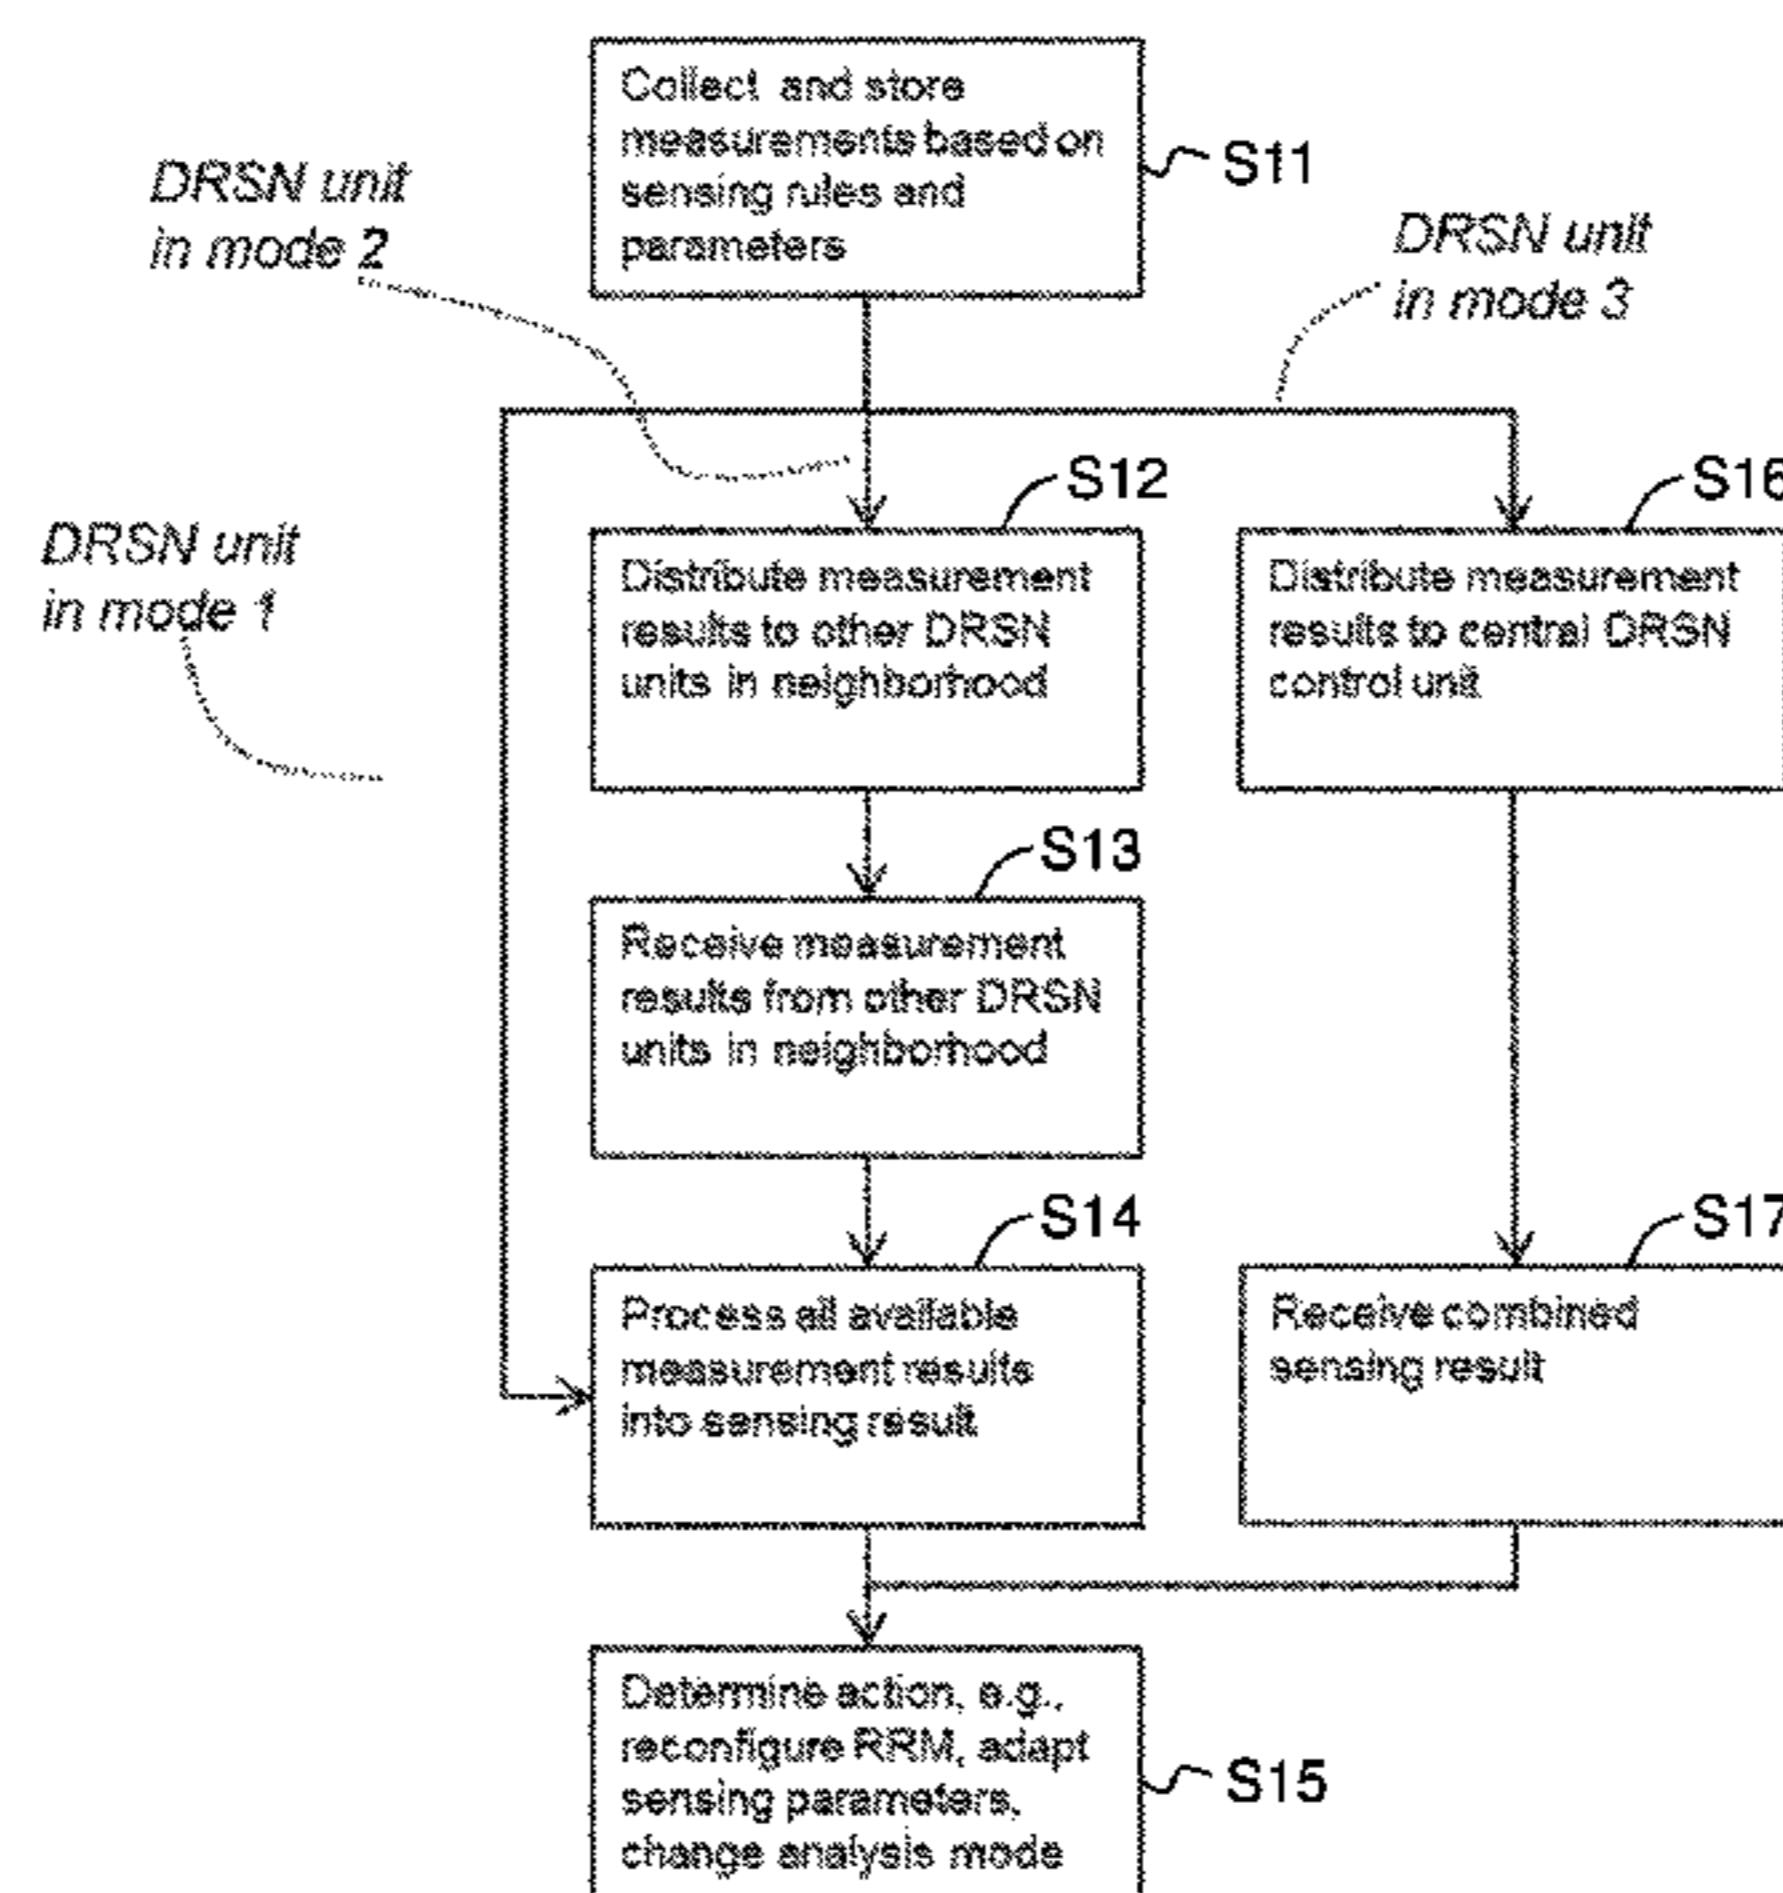 Collect and store
measurements based on
sensing rules and
parameters
S11
DRSN unit
in mode 2
DRSN unit
in mode 3
DRSN unit
in mode 1
S12
Distribute measurement
results to other DRSN
units in neighborhood
S16
Distribute measurement
results to central DRSN
control unit
S13
Receive measurement
results from other DRSN
units in neighborhood
S14
Process all available
measurement results
into sensing result
S17
Receive combined
sensing result
Determine action, e.g.,
reconfigure RRM, adapt
sensing parameters,
change analysis mode
S15